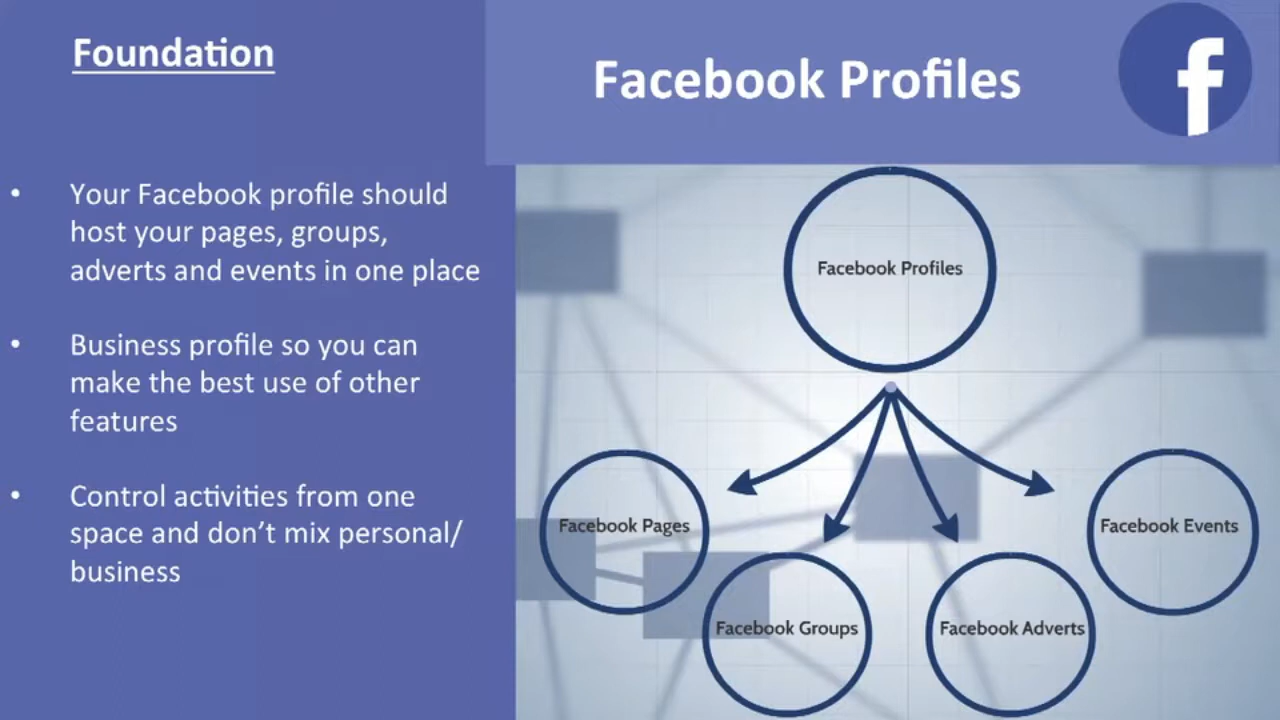 Foundation
Facebook Profiles
f
• Your Facebook profile should
host your pages, groups,
adverts and events in one place
• Business profile so you can
make the best use of other
features
• Control activities from one
space and don't mix personal/
business
Facebook Profiles
Facebook Pages
Facebook Groups
Facebook Adverts
Facebook Events